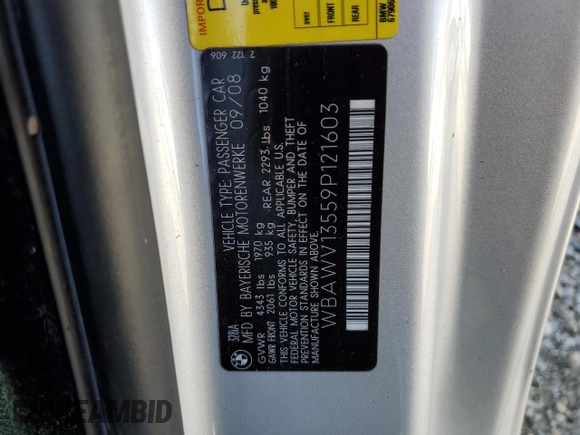 IMPOR
over
FRONT
REAR
BMW
2 122 606
328iA
VEHICLE TYPE: PASSENGER CAR
MFD BY BAYERISCHE MOTORENWERKE 09/08
GVWR 4343 lbs 1970 kg
GAWR FRONT 2061 lbs 935 kg REAR 2293 lbs 1040 kg
THIS VEHICLE CONFORMS TO ALL APPLICABLE U.S.
FEDERAL MOTOR VEHICLE SAFETY, BUMPER AND THEFT
PREVENTION STANDARDS IN EFFECT ON THE DATE OF
MANUFACTURE SHOWN ABOVE.
WBAWV13559P121603